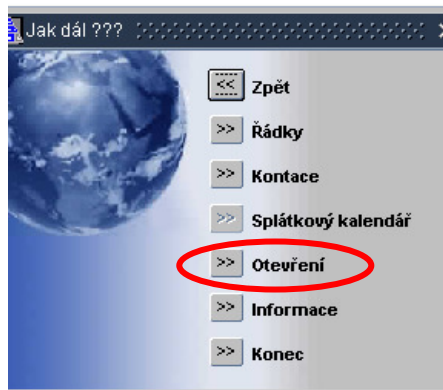 Jak dál ???
<< Zpět
>> Řádky
>> Kontace
>> Splátkový kalendář
>> Otevření
>> Informace
>> Konec